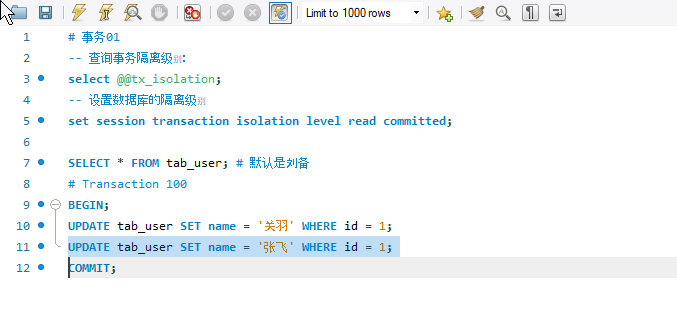 Limit to 1000 rows
1 # 事务01
2 -- 查询事务隔离级别：
3 select @@tx_isolation;
4 -- 设置数据库的隔离级别
5 set session transaction isolation level read committed;
6
7 SELECT * FROM tab_user; # 默认是刘备
8 # Transaction 100
9 BEGIN;
10 UPDATE tab_user SET name = '关羽' WHERE id = 1;
11 UPDATE tab_user SET name = '张飞' WHERE id = 1;
12 COMMIT;